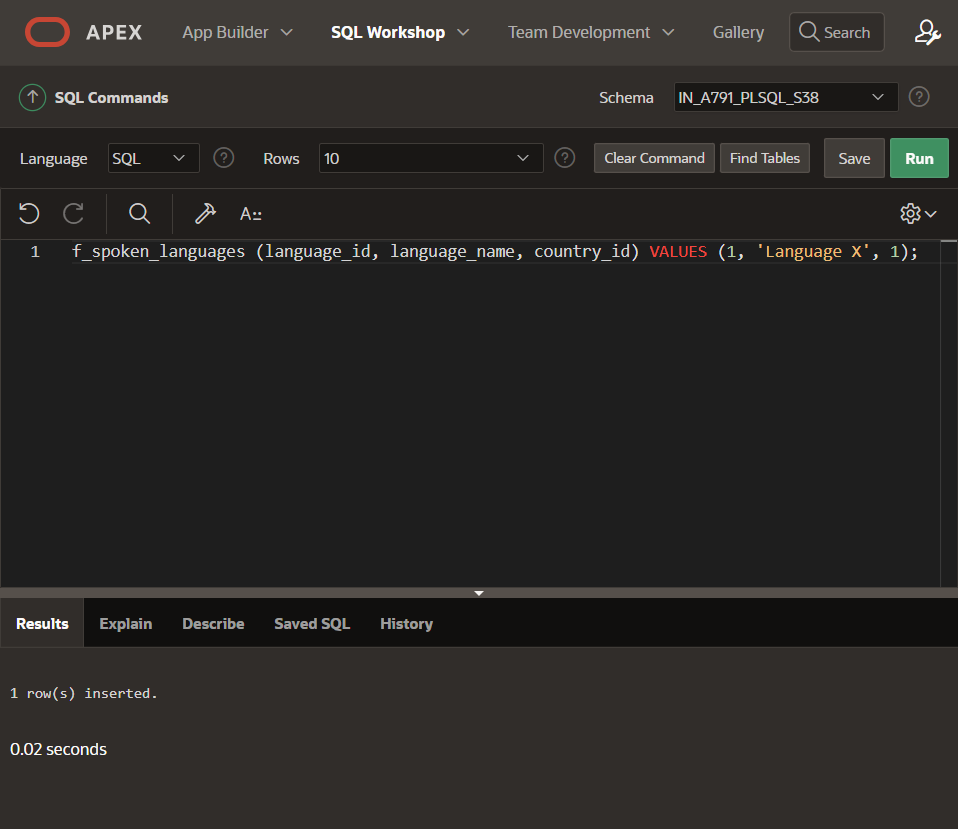 APEX App Builder SQL Workshop Team Development Gallery Search
SQL Commands Schema IN_A791_PLSQL_S38 ?
Language SQL ? Rows 10 ? Clear Command Find Tables Save Run
A::
1 f_spoken_languages (language_id, language_name, country_id) VALUES (1, 'Language X', 1);
Results Explain Describe Saved SQL History
1 row(s) inserted.
0.02 seconds